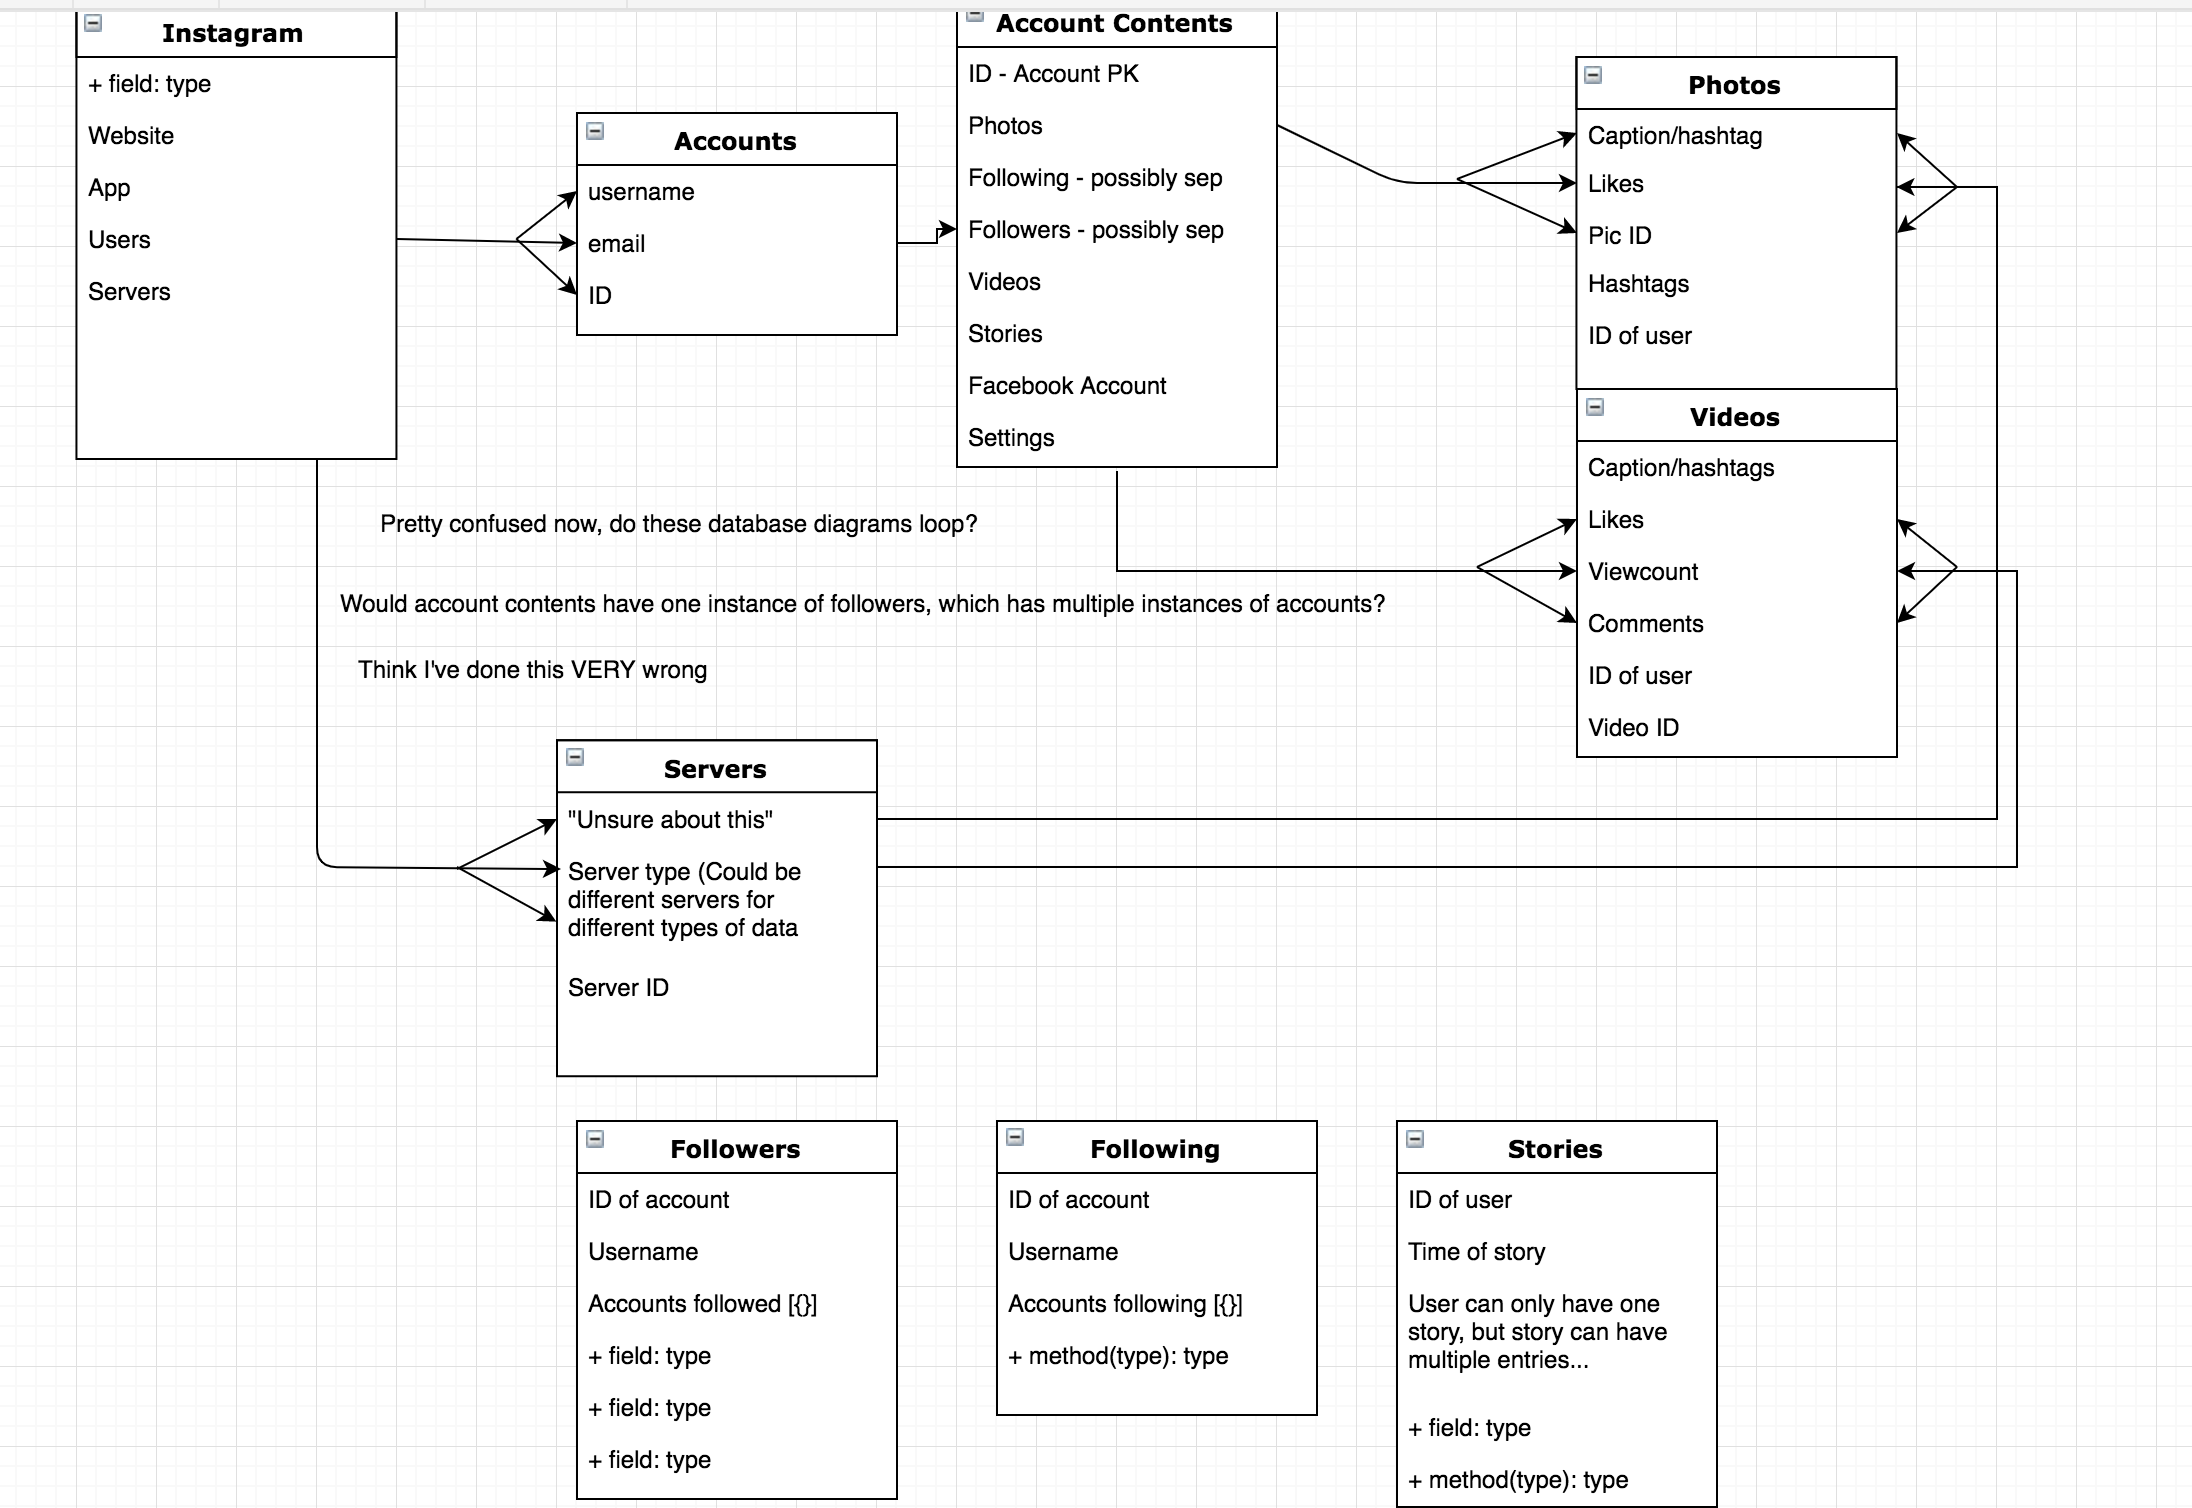 Instagram
+ field: type
Website
App
Users
Servers
Accounts
username
email
ID
Account Contents
ID - Account PK
Photos
Following - possibly sep
Followers - possibly sep
Videos
Stories
Facebook Account
Settings
Photos
Caption/hashtag
Likes
Pic ID
Hashtags
ID of user
Videos
Caption/hashtags
Likes
Viewcount
Comments
ID of user
Video ID
Pretty confused now, do these database diagrams loop?
Would account contents have one instance of followers, which has multiple instances of accounts?
Think I've done this VERY wrong
Servers
"Unsure about this"
Server type (Could be
different servers for
different types of data
Server ID
Followers
ID of account
Username
Accounts followed [{}]
+ field: type
+ field: type
+ field: type
Following
ID of account
Username
Accounts following [{}]
+ method(type): type
Stories
ID of user
Time of story
User can only have one
story, but story can have
multiple entries...
+ field: type
+ method(type): type